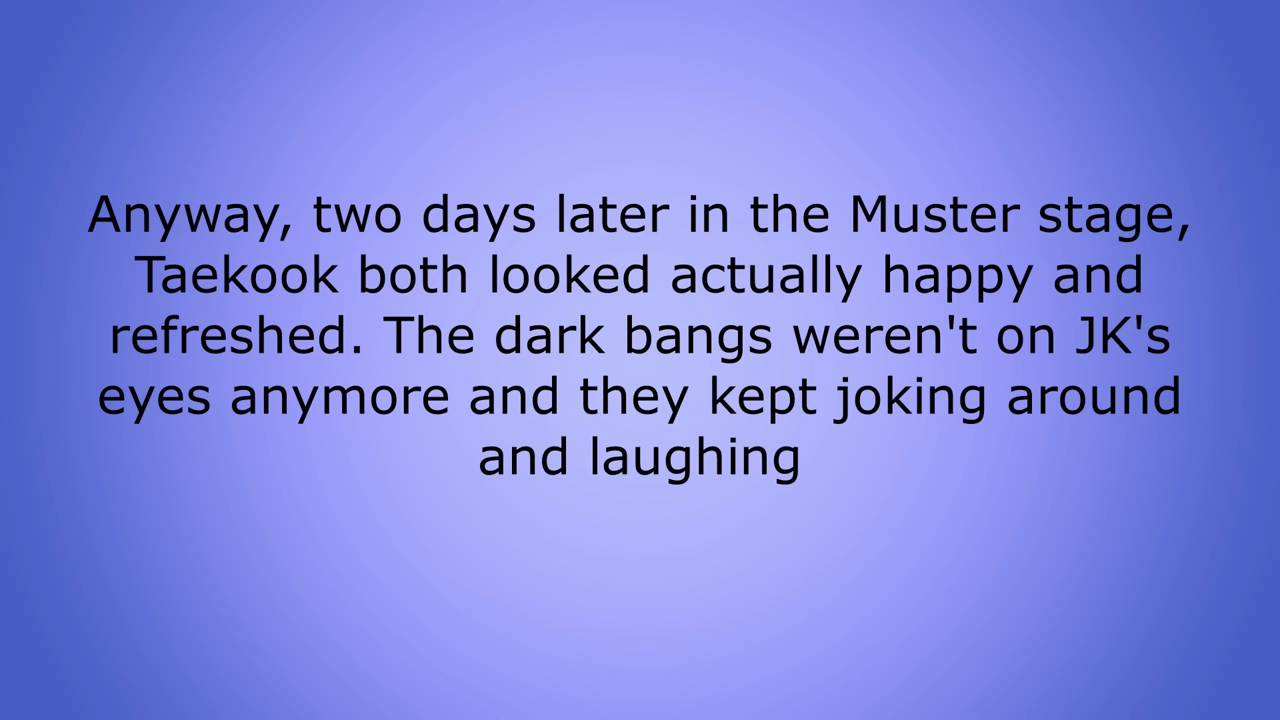 Anyway, two days later in the Muster stage,
Taekook both looked actually happy and
refreshed. The dark bangs weren't on JK's
eyes anymore and they kept joking around
and laughing